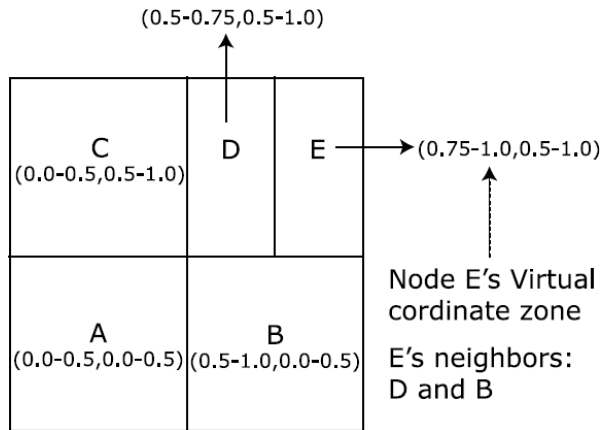 (0.5-0.75,0.5-1.0)
C
(0.0-0.5,0.5-1.0)
D
E
(0.75-1.0,0.5-1.0)
A
(0.0-0.5,0.0-0.5)
B
(0.5-1.0,0.0-0.5)
Node E's Virtual
cordinate zone
E's neighbors:
D and B